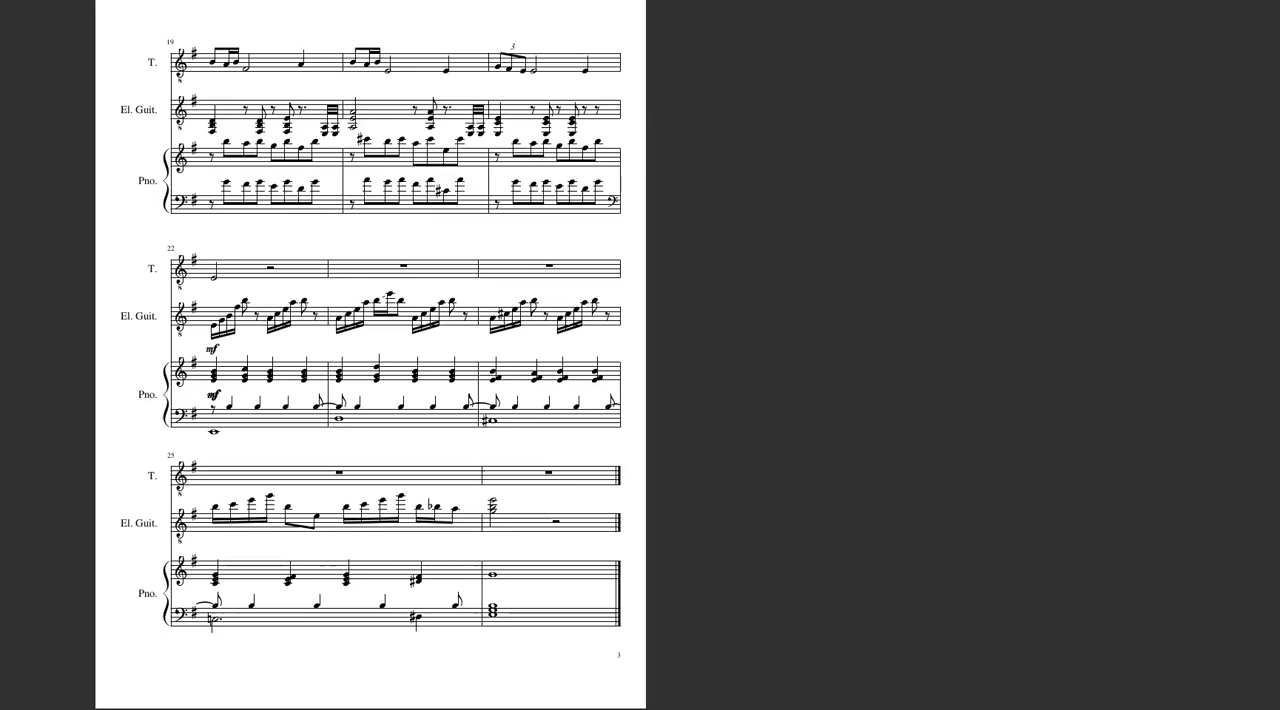 19
T.
El. Guit.
Pno.
3
22
T.
El. Guit.
mf
Pno.
mf
25
T.
El. Guit.
Pno.
3